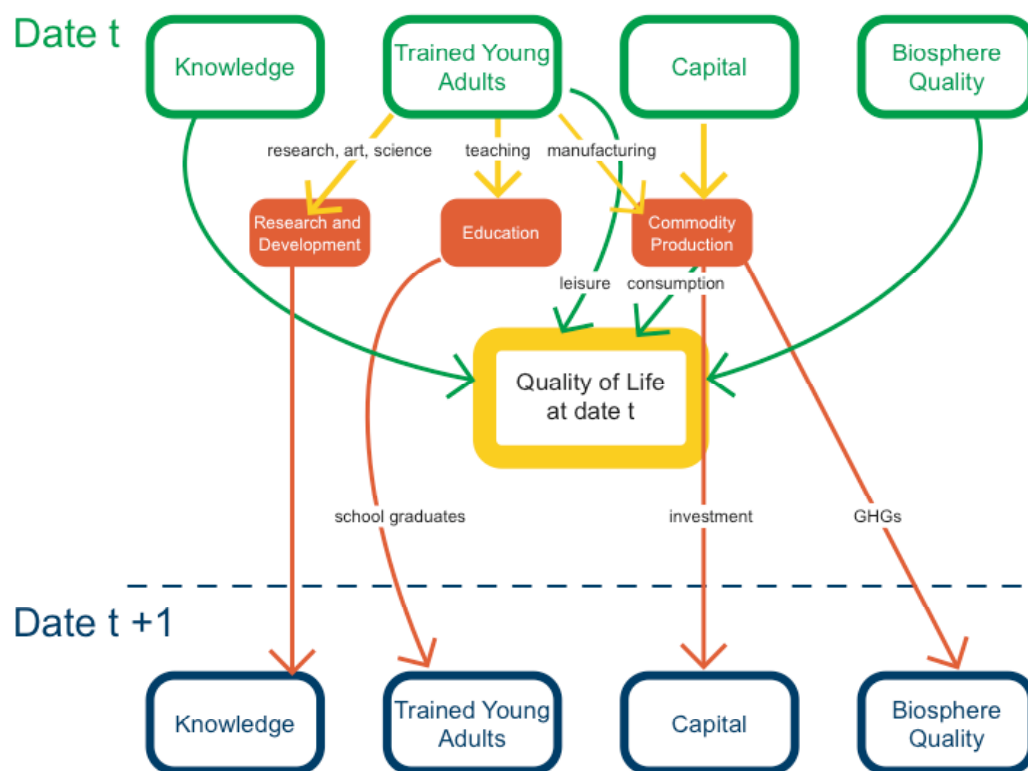 Date t
Knowledge
Trained Young
Adults
Capital
Biosphere
Quality
research, art, science
teaching
manufacturing
Research and
Development
Education
Commodity
Production
leisure
consumption
Quality of Life
at date t
school graduates
investment
GHGs
Date t +1
Knowledge
Trained Young
Adults
Capital
Biosphere
Quality